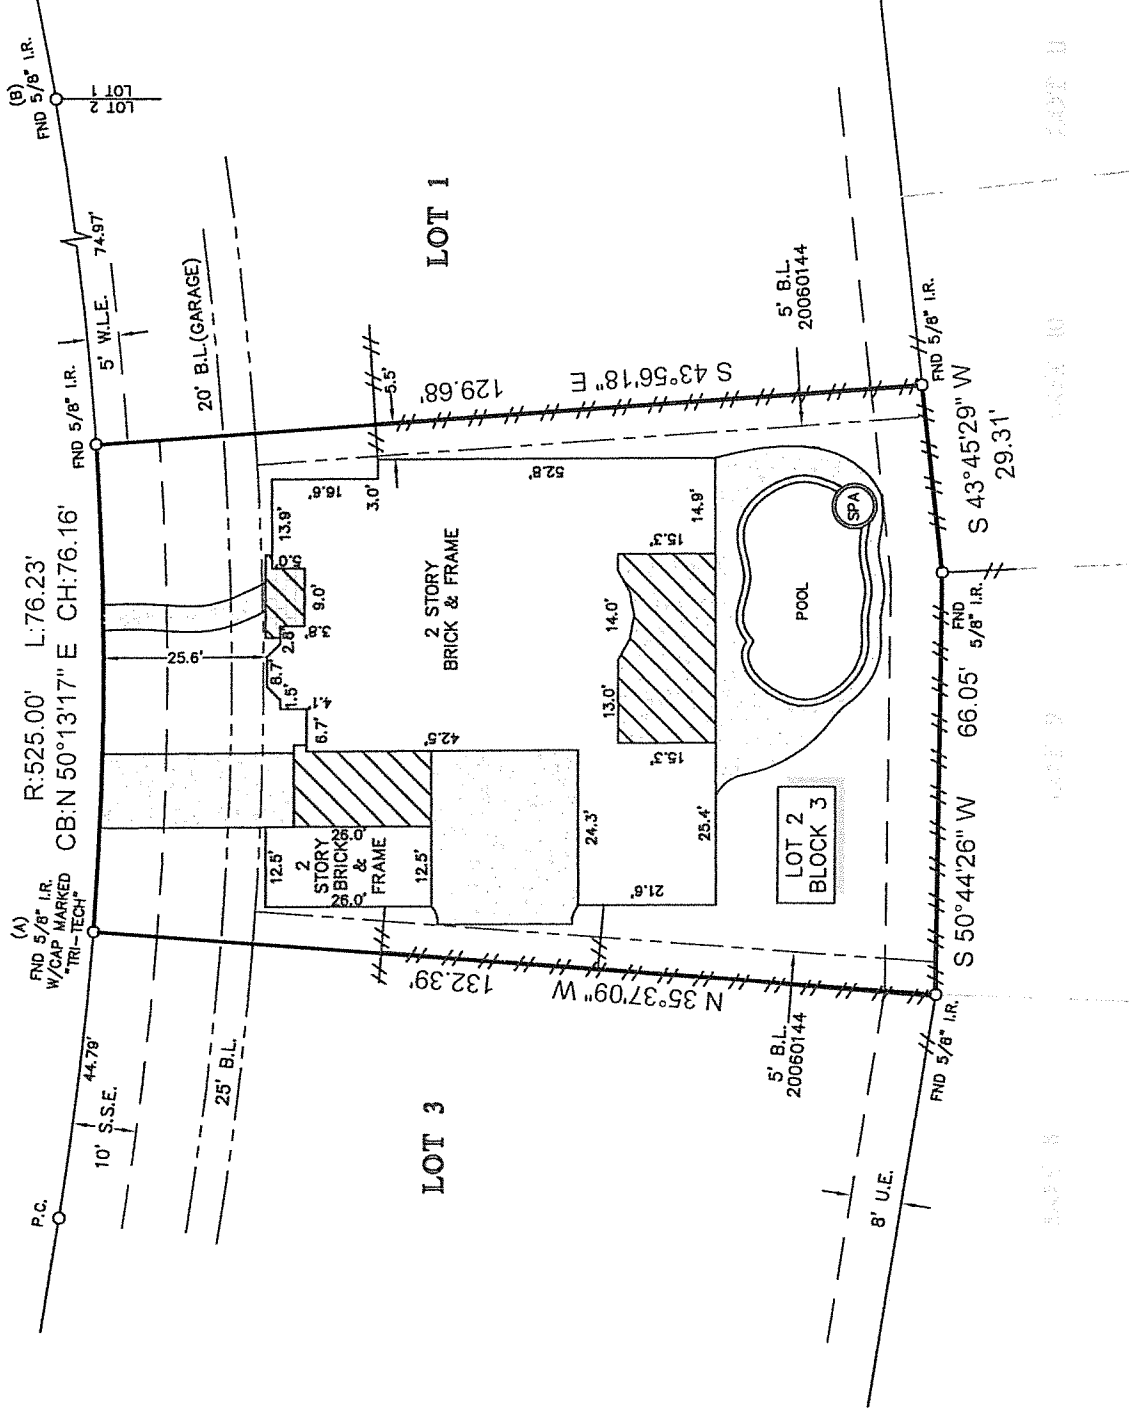 (B)
FND 5/8" I.R.
LOT 2
LOT 1
74.97'
5' W.L.E.
20' B.L.(GARAGE)
LOT 1
5' B.L.
20060144
FND 5/8" I.R.
R:525.00' L:76.23'
CB:N 50°13'17" E CH:76.16'
5.5'
129.68'
S 43°56'18" E
FND 5/8" I.R.
S 43°45'29" W
29.31'
16.6'
3.0'
52.8'
13.9'
5.0'
9.0'
3.8'
2.8'
25.6'
8.7'
1.5'
4.1'
6.7'
2 STORY
BRICK & FRAME
14.9'
15.3'
14.0'
13.0'
15.3'
SPA
POOL
FND
5/8" I.R.
42.5'
26.0'
12.5'
2
STORY
BRICK
&
FRAME
12.5'
26.0'
24.3'
25.4'
21.6'
LOT 2
BLOCK 3
S 50°44'26" W 66.05'
(A)
FND 5/8" I.R.
W/CAP MARKED
"TRI-TECH"
132.39'
N 35°37'09" W
5' B.L.
20060144
FND 5/8" I.R.
44.79'
10' S.S.E.
25' B.L.
LOT 3
P.C.
8' U.E.